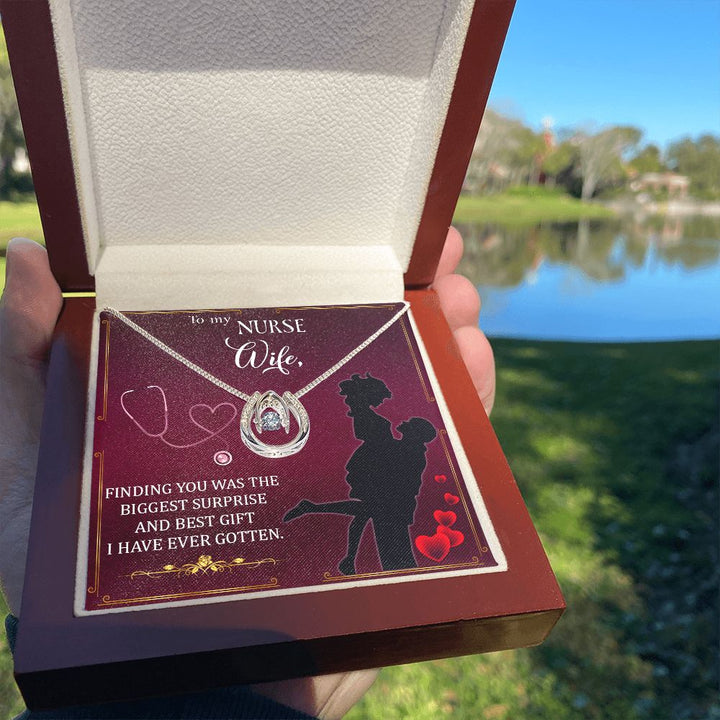 To my NURSE
Wife,
FINDING YOU WAS THE
BIGGEST SURPRISE
AND BEST GIFT
I HAVE EVER GOTTEN.